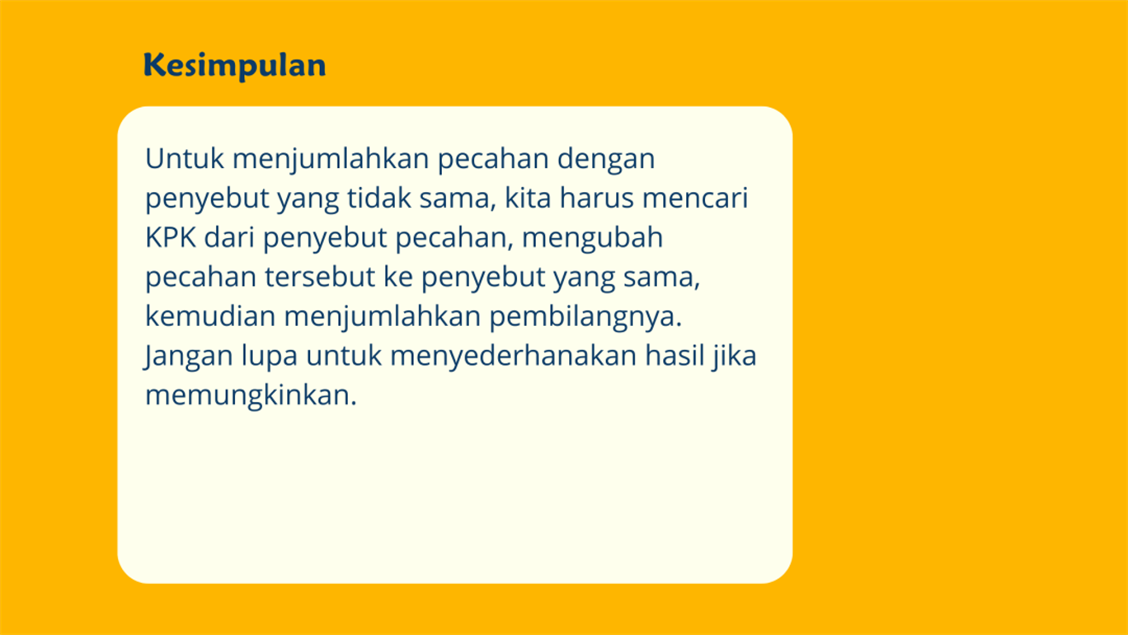 Kesimpulan
Untuk menjumlahkan pecahan dengan
penyebut yang tidak sama, kita harus mencari
KPK dari penyebut pecahan, mengubah
pecahan tersebut ke penyebut yang sama,
kemudian menjumlahkan pembilangnya.
Jangan lupa untuk menyederhanakan hasil jika
memungkinkan.